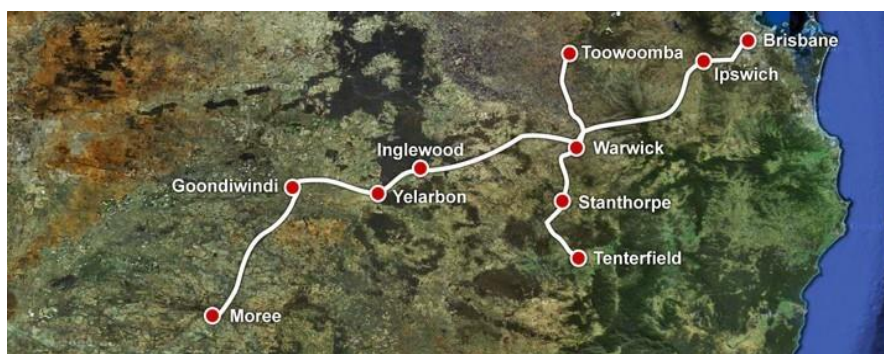 Brisbane
Toowoomba
Ipswich
Inglewood
Warwick
Goondiwindi
Yelarbon
Stanthorpe
Tenterfield
Moree